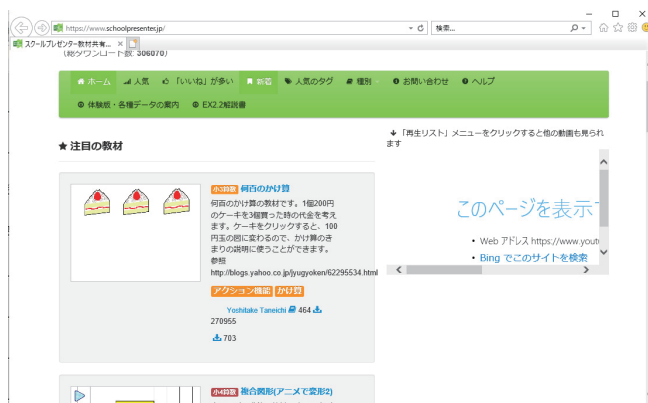 https://www.schoolpresenter.jp/
検索...
スクールプレゼンター教材共有...
(総ダウンロード数: 306070)
ホーム 人気 「いいね」が多い 新着 人気のタグ 種別 お問い合わせ ヘルプ
体験版・各種データの案内 EX2.2解説書
「再生リスト」メニューをクリックすると他の動画も見られ
ます
★ 注目の教材
小3算数 何百のかけ算
何百のかけ算の教材です。1個200円
のケーキを3個買った時の代金を考え
ます。ケーキをクリックすると、100
円玉の図に変わるので、かけ算のき
まりの説明に使うことができます。
参照
http://blogs.yahoo.co.jp/jyugyoken/62295534.html
アクション機能 かけ算
Yoshitake Taneichi 464
270955
703
このページを表示
• Web アドレス https://www.yout
• Bing でこのサイトを検索
小4算数 複合図形(アニメで変形2)